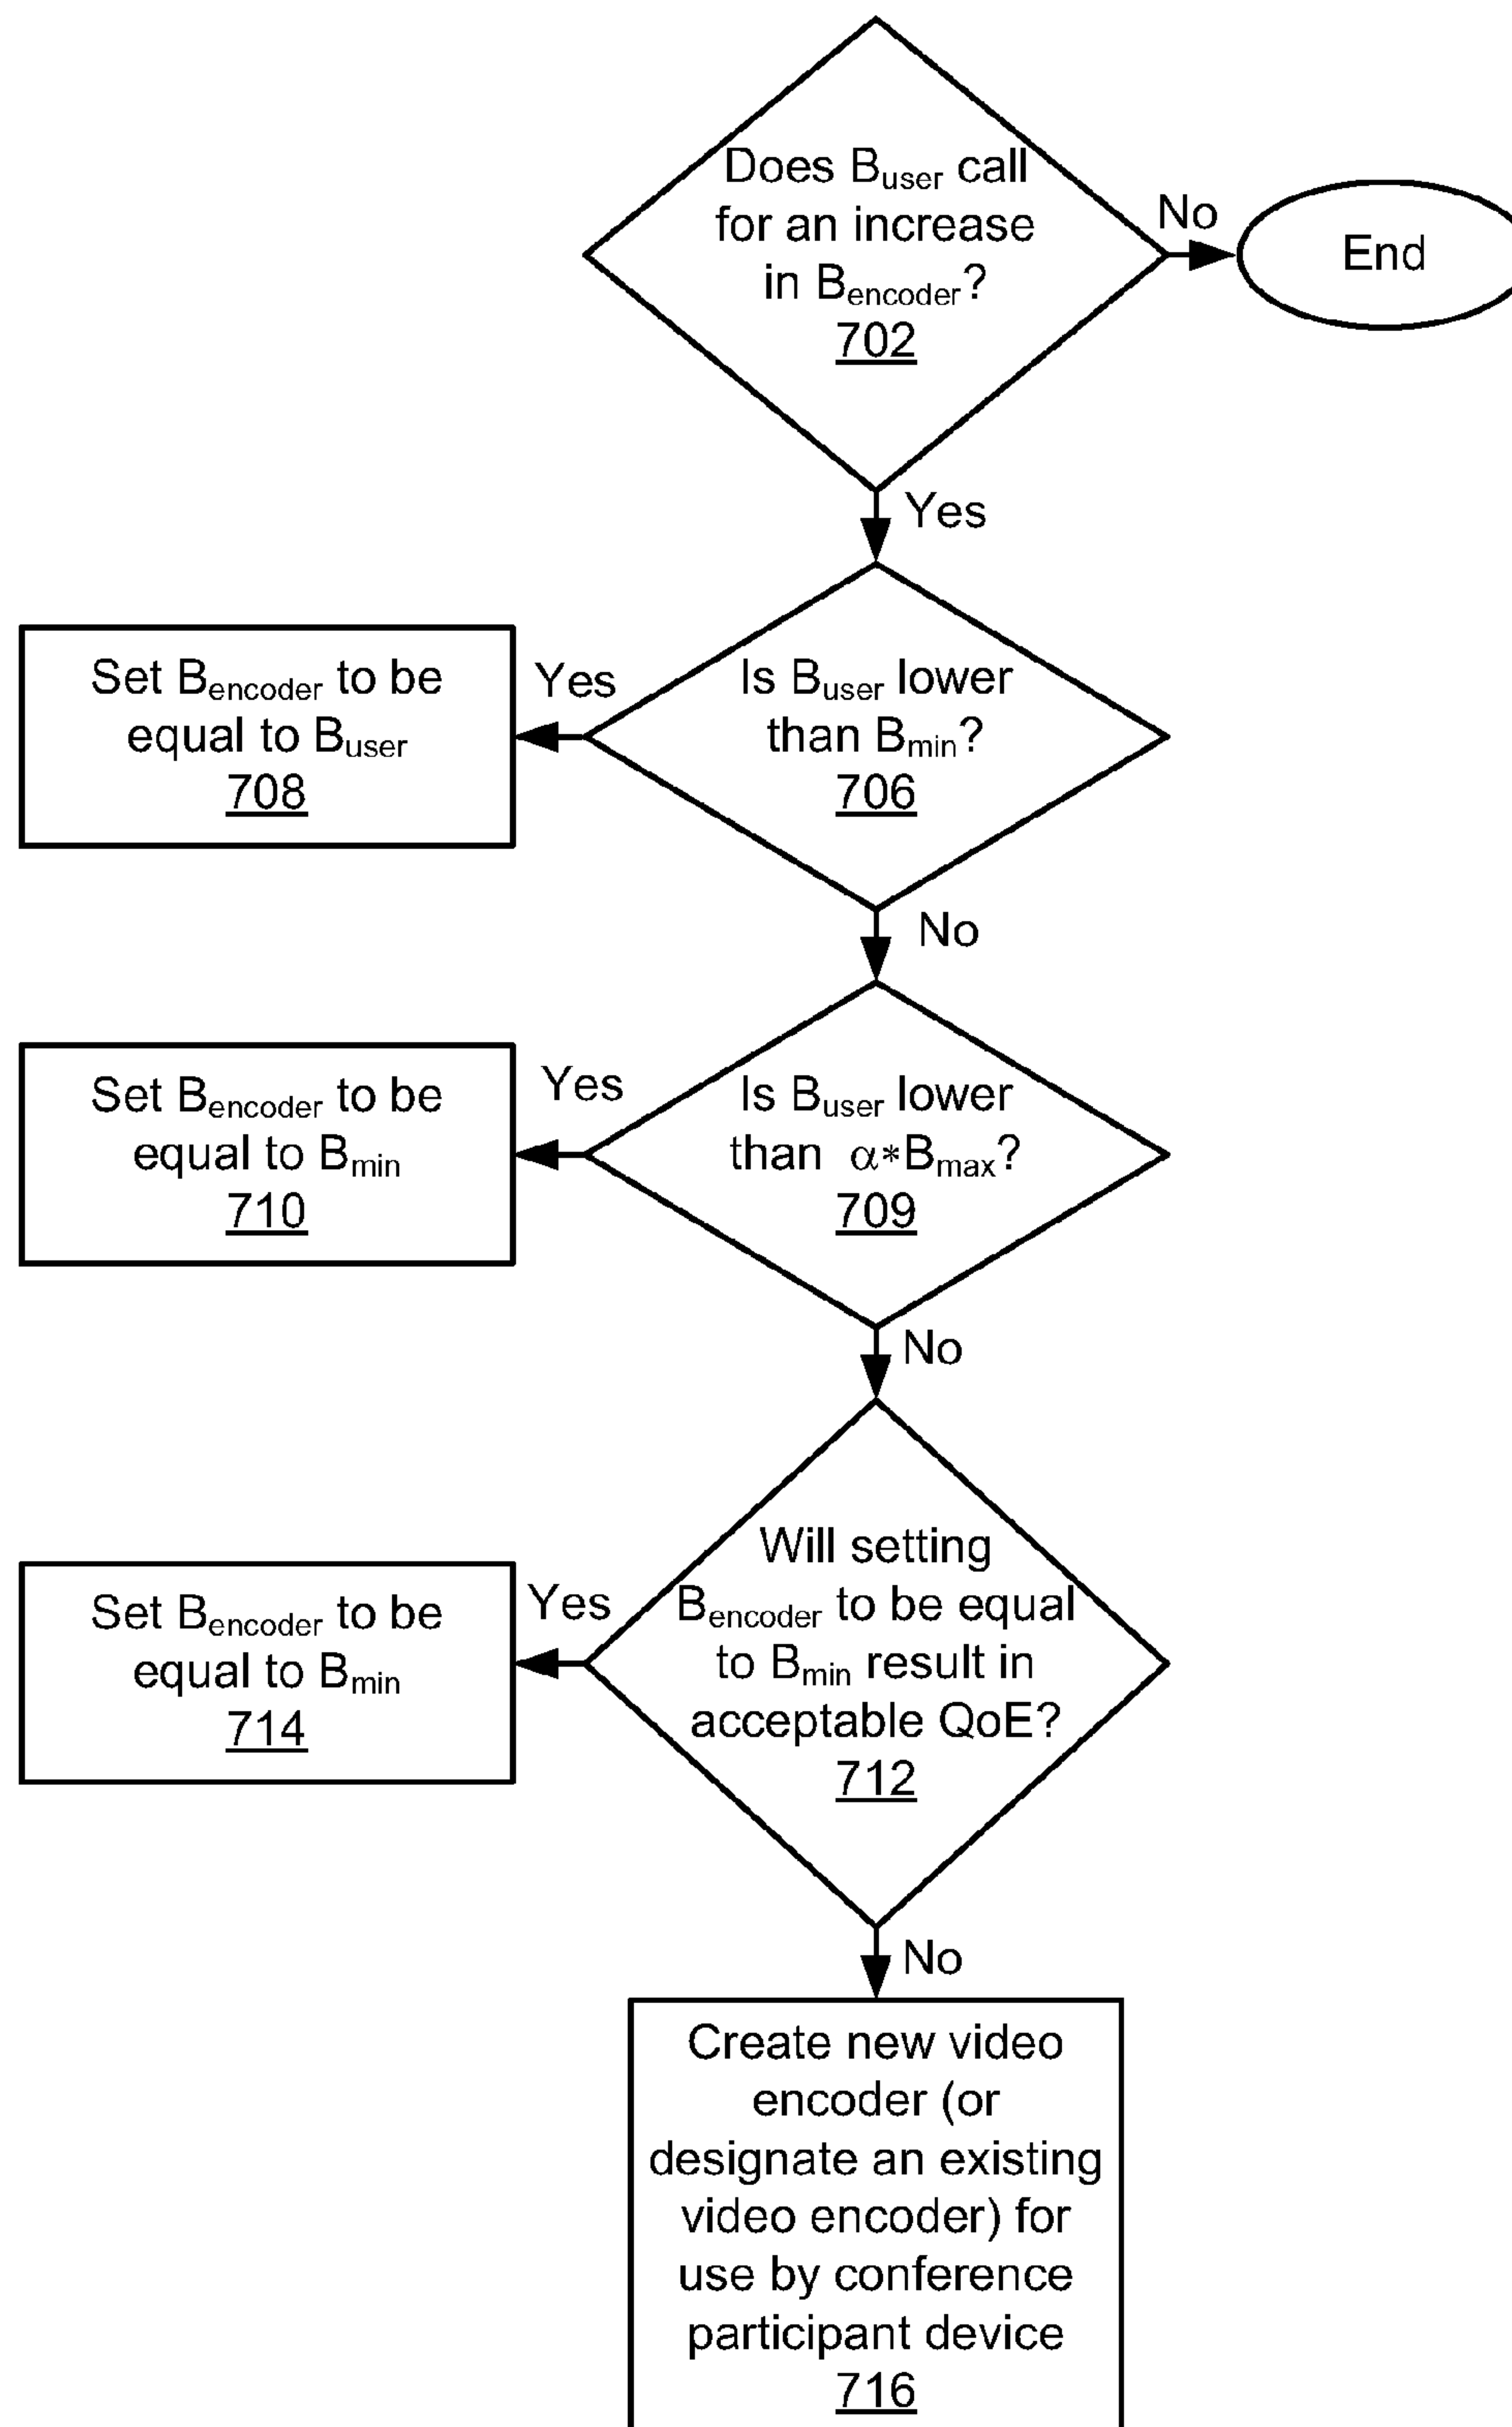 Does Buser call
for an increase
in Bencoder?
702
No
End
Yes
Set Bencoder to be
equal to Buser
708
Yes
Is Buser lower
than Bmin?
706
No
Set Bencoder to be
equal to Bmin
710
Yes
Is Buser lower
than α*Bmax?
709
No
Set Bencoder to be
equal to Bmin
714
Yes
Will setting
Bencoder to be equal
to Bmin result in
acceptable QoE?
712
No
Create new video
encoder (or
designate an existing
video encoder) for
use by conference
participant device
716